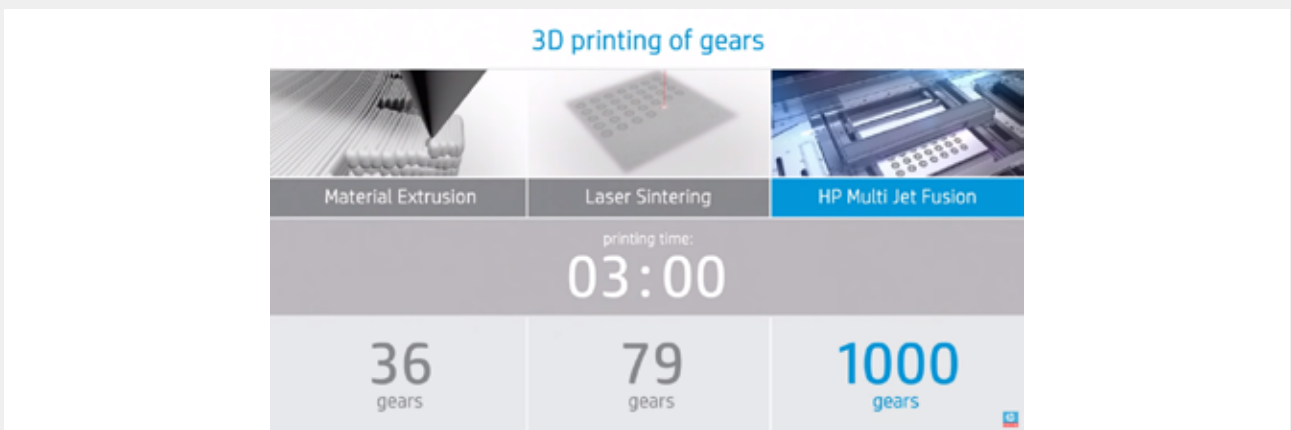 3D printing of gears
Material Extrusion
Laser Sintering
HP Multi Jet Fusion
printing time:
03:00
36
gears
79
gears
1000
gears